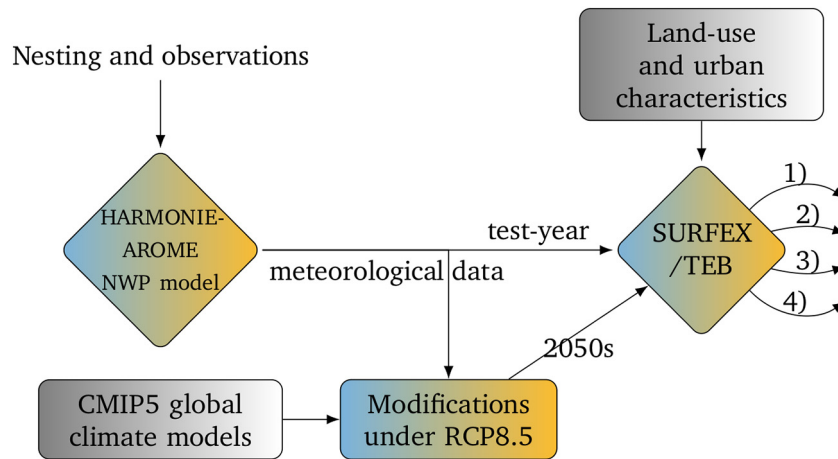 Nesting and observations
Land-use
and urban
characteristics
HARMONIE-
AROME
NWP model
test-year
meteorological data
SURFEX
/TEB
1)
2)
3)
4)
2050s
CMIP5 global
climate models
Modifications
under RCP8.5